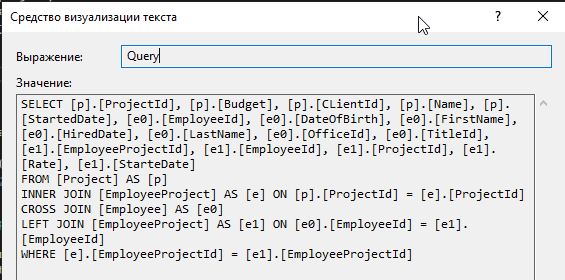 Средство визуализации текста
Выражение:
Query
Значение:
SELECT [p].[ProjectId], [p].[Budget], [p].[CLientId], [p].[Name], [p].
[StartedDate], [e0].[EmployeeId], [e0].[DateOfBirth], [e0].[FirstName],
[e0].[HiredDate], [e0].[LastName], [e0].[OfficeId], [e0].[TitleId],
[e1].[EmployeeProjectId], [e1].[EmployeeId], [e1].[ProjectId], [e1].
[Rate], [e1].[StarteDate]
FROM [Project] AS [p]
INNER JOIN [EmployeeProject] AS [e] ON [p].[ProjectId] = [e].[ProjectId]
CROSS JOIN [Employee] AS [e0]
LEFT JOIN [EmployeeProject] AS [e1] ON [e0].[EmployeeId] = [e1].
[EmployeeId]
WHERE [e].[EmployeeProjectId] = [e1].[EmployeeProjectId]